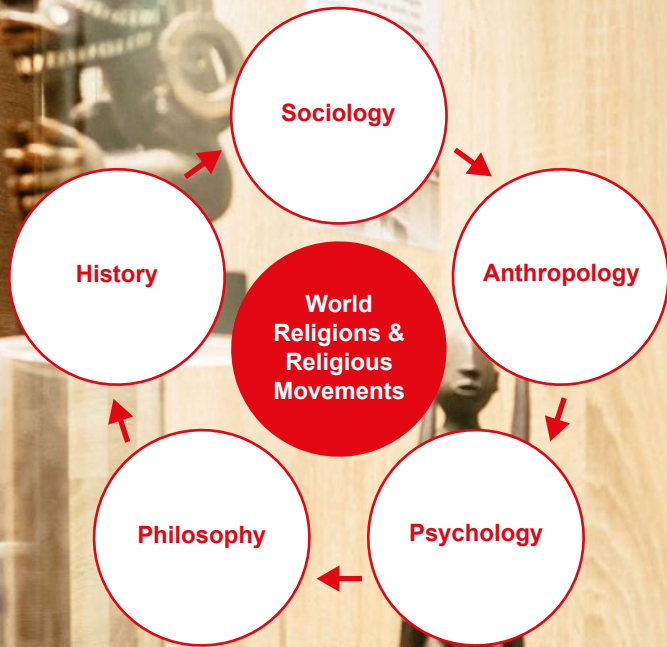 Sociology
Anthropology
Psychology
Philosophy
History
World
Religions &
Religious
Movements